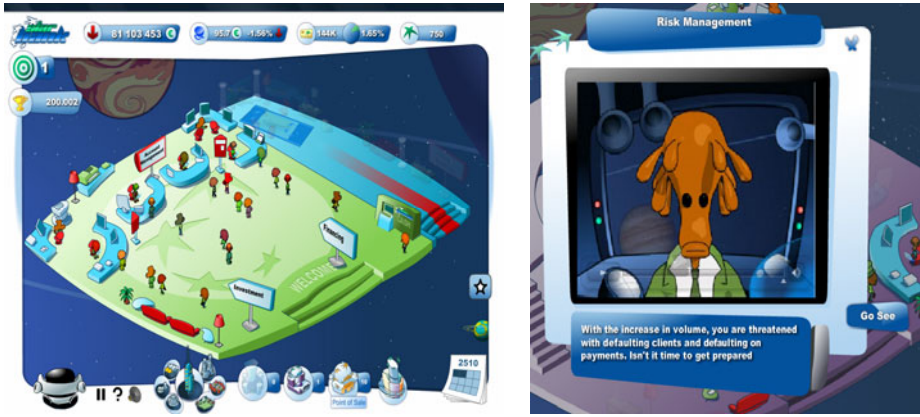 81 103 453
95.7
-1.56%
144K
1.65%
750
1
200.002
Financing
WELCOME
Investment
2510
Point of Sale
Risk Management
Go See
With the increase in volume, you are threatened
with defaulting clients and defaulting on
payments. Isn't it time to get prepared